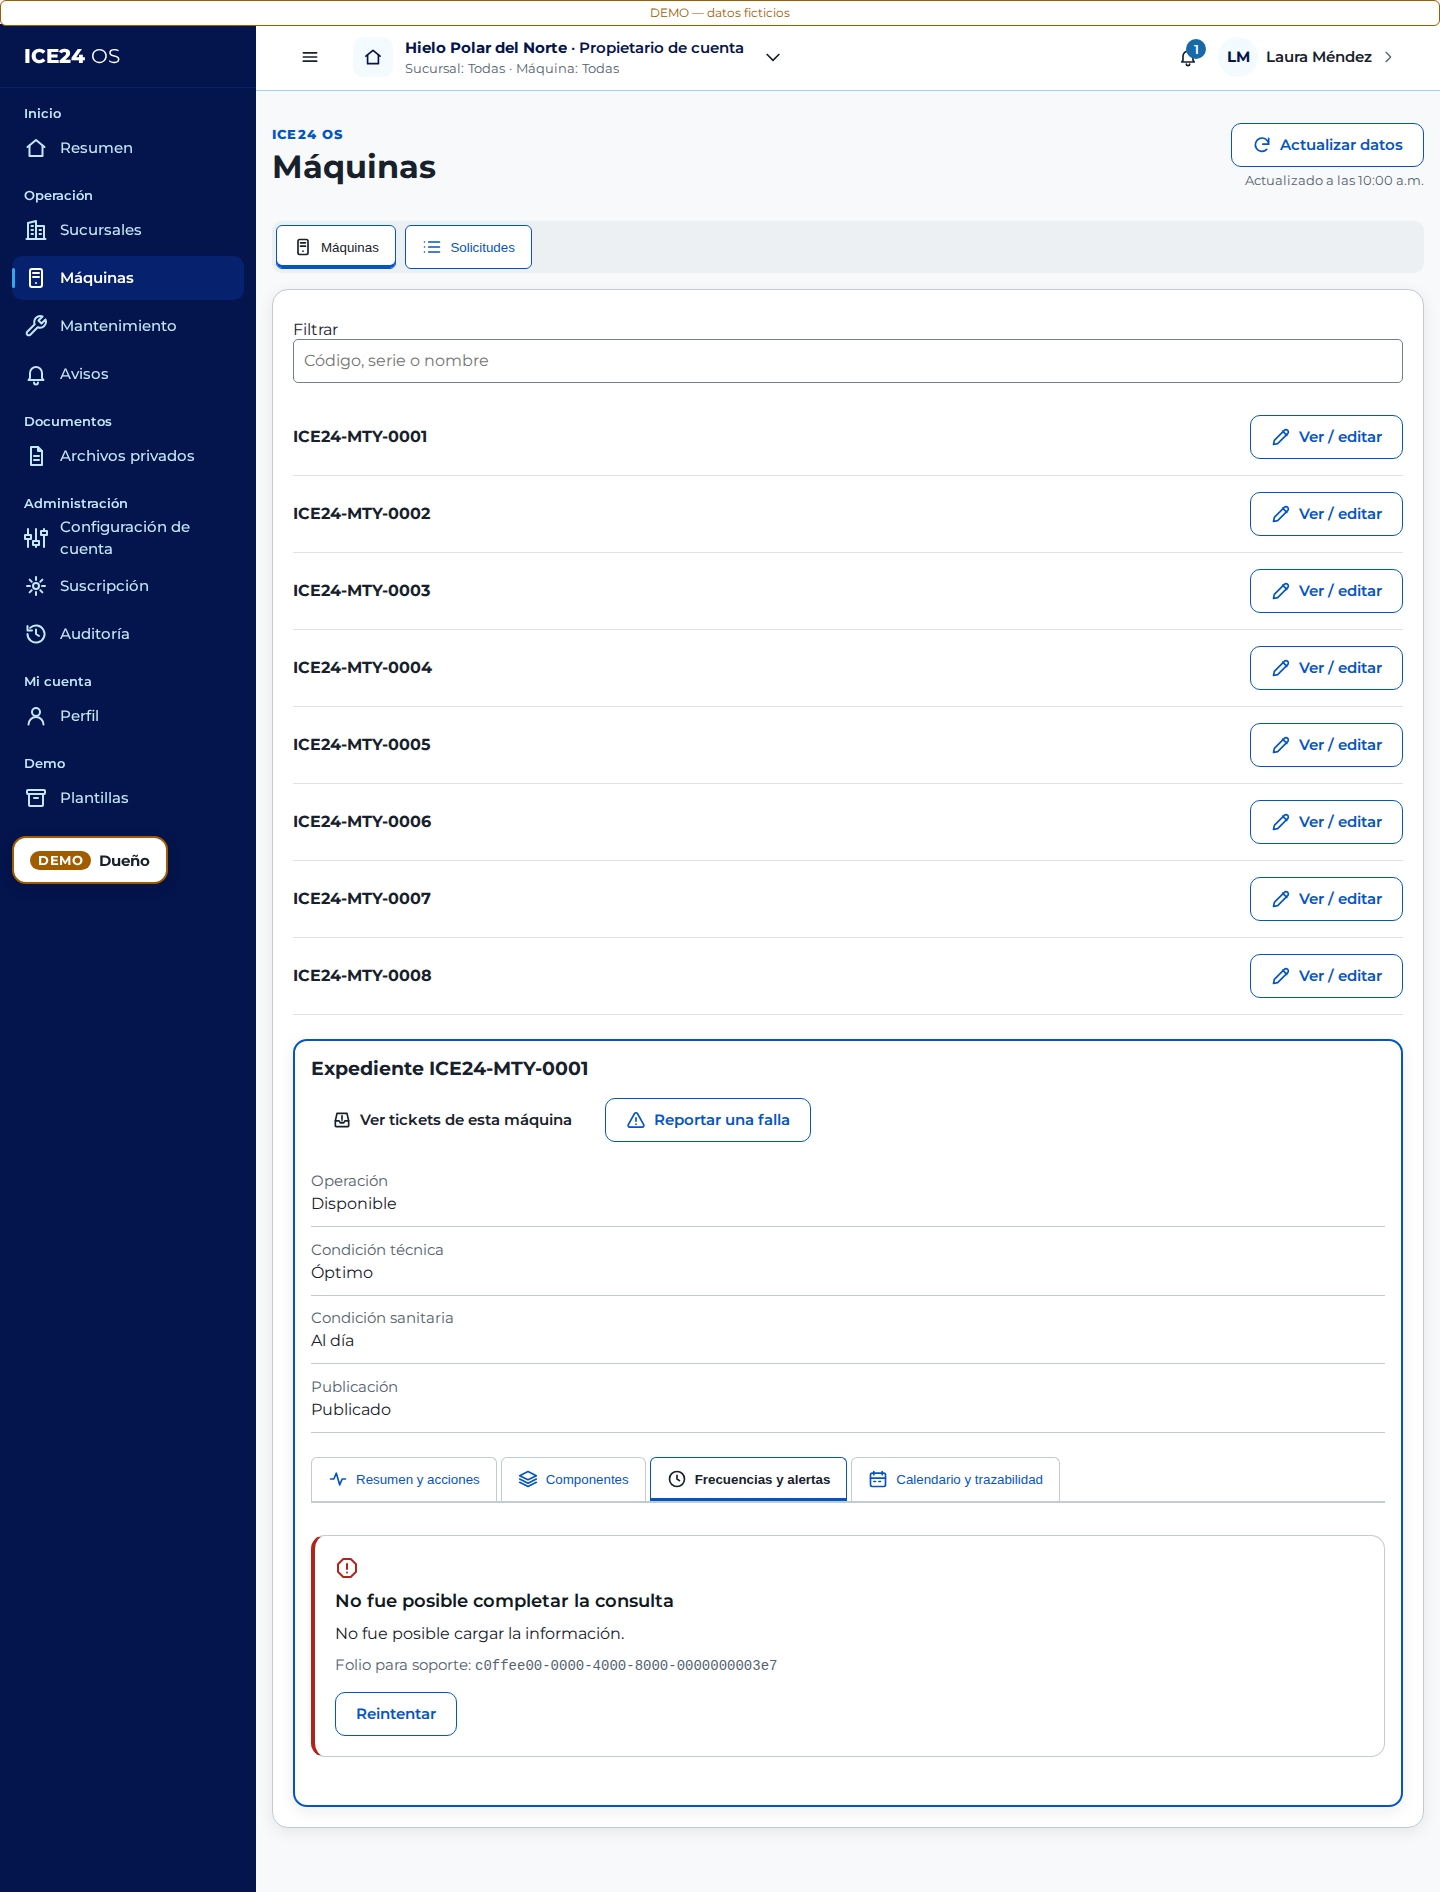 DEMO — datos ficticios
ICE24 OS
Inicio
Resumen
Operación
Sucursales
Máquinas
Mantenimiento
Avisos
Documentos
Archivos privados
Administración
Configuración de
cuenta
Suscripción
Auditoría
Mi cuenta
Perfil
Demo
Plantillas
DEMO Dueño
Hielo Polar del Norte · Propietario de cuenta
Sucursal: Todas · Máquina: Todas
1
LM Laura Méndez
ICE24 OS
Máquinas
Actualizar datos
Actualizado a las 10:00 a.m.
Máquinas
Solicitudes
Filtrar
Código, serie o nombre
ICE24-MTY-0001 Ver / editar
ICE24-MTY-0002 Ver / editar
ICE24-MTY-0003 Ver / editar
ICE24-MTY-0004 Ver / editar
ICE24-MTY-0005 Ver / editar
ICE24-MTY-0006 Ver / editar
ICE24-MTY-0007 Ver / editar
ICE24-MTY-0008 Ver / editar
Expediente ICE24-MTY-0001
Ver tickets de esta máquina
Reportar una falla
Operación
Disponible
Condición técnica
Óptimo
Condición sanitaria
Al día
Publicación
Publicado
Resumen y acciones
Componentes
Frecuencias y alertas
Calendario y trazabilidad
No fue posible completar la consulta
No fue posible cargar la información.
Folio para soporte: c0ffee00-0000-4000-8000-0000000003e7
Reintentar